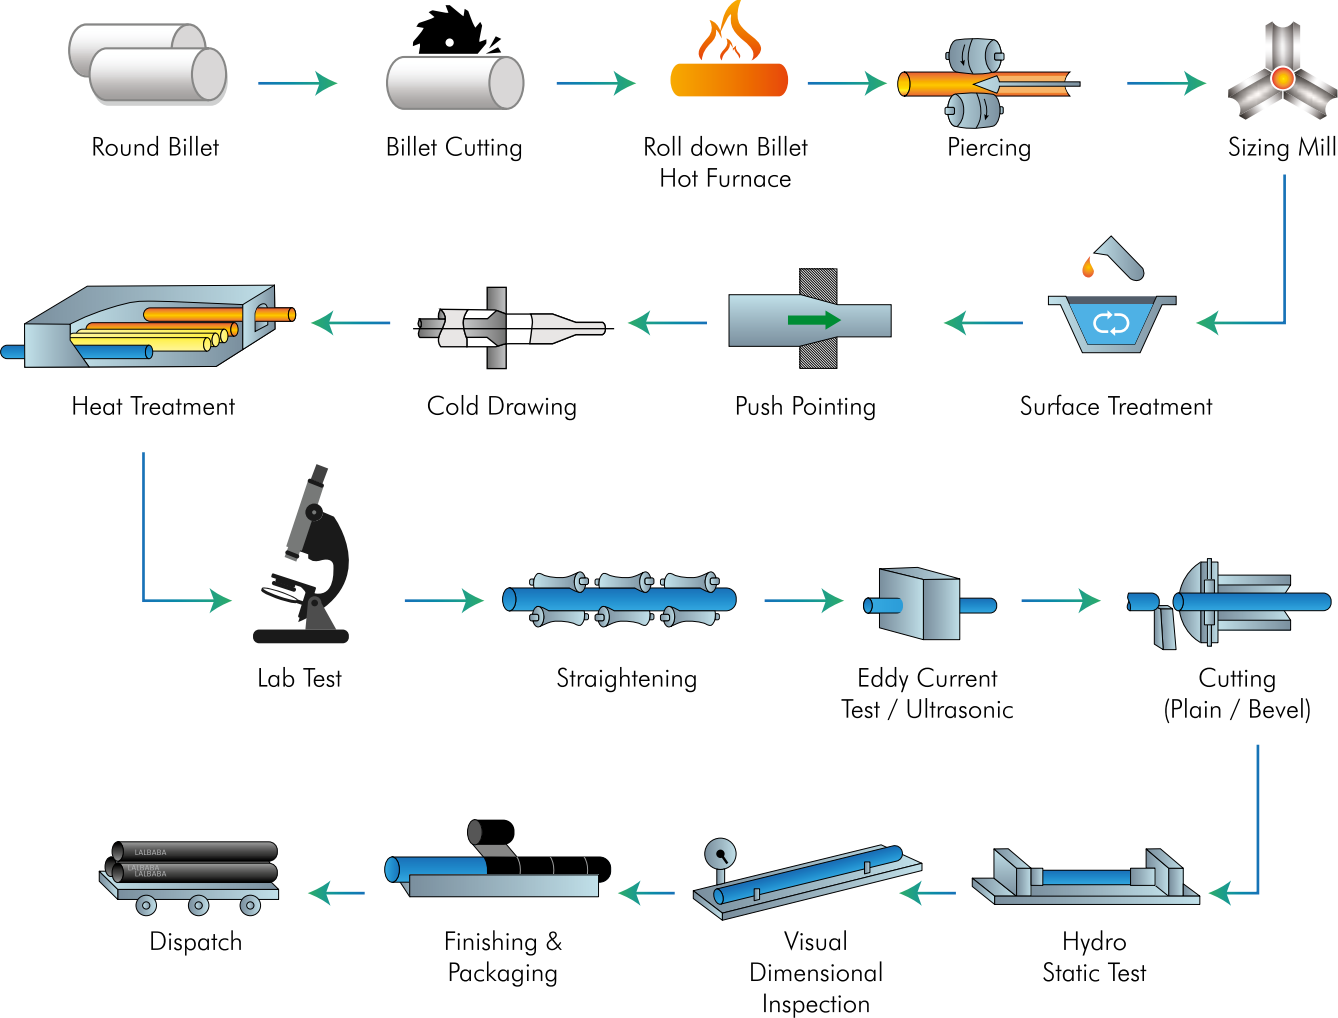 Round Billet
Billet Cutting
Roll down Billet
Hot Furnace
Piercing
Sizing Mill
Heat Treatment
Cold Drawing
Push Pointing
Surface Treatment
Lab Test
Straightening
Eddy Current
Test / Ultrasonic
Cutting
(Plain / Bevel)
LALBABA
LALBABA
LALBABA
Dispatch
Finishing &
Packaging
Visual
Dimensional
Inspection
Hydro
Static Test